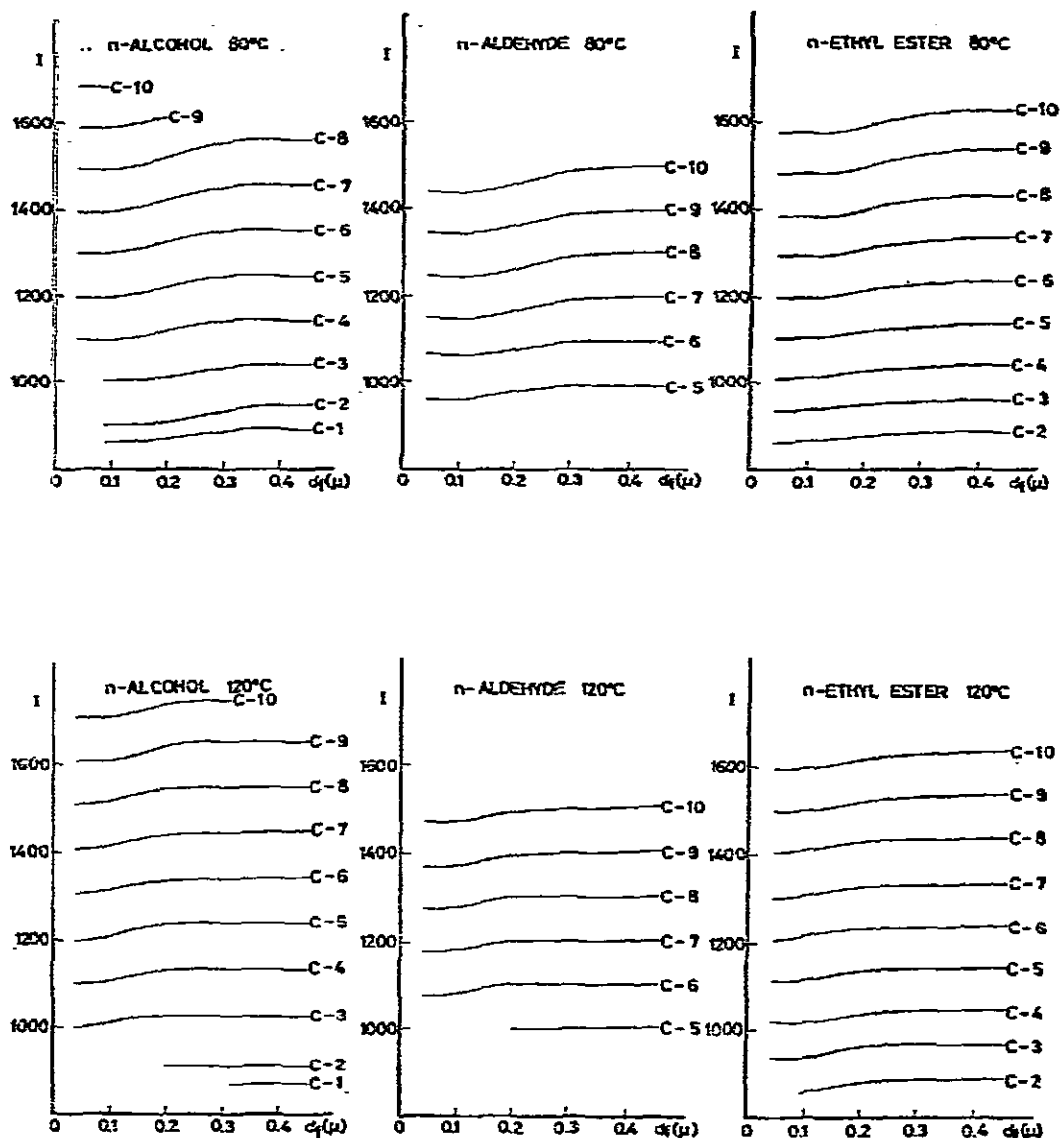 n-ALCOHOL 80°C
I
C-10
C-9
1600
C-8
C-7
1400
C-6
C-5
1200
C-4
C-3
1000
C-2
C-1
0 0.1 0.2 0.3 0.4 df(μ)
n-ALDEHYDE 80°C
I
1600
C-10
C-9
1400
C-8
C-7
1200
C-6
C-5
1000
0 0.1 0.2 0.3 0.4 df(μ)
n-ETHYL ESTER 80°C
I
C-10
1600
C-9
C-8
1400
C-7
C-6
1200
C-5
C-4
1000
C-3
C-2
0 0.1 0.2 0.3 0.4 df(μ)
n-ALCOHOL 120°C
I
C-10
C-9
1600
C-8
C-7
1400
C-6
C-5
1200
C-4
C-3
1000
C-2
C-1
0 0.1 0.2 0.3 0.4 df(μ)
n-ALDEHYDE 120°C
I
1600
C-10
C-9
1400
C-8
C-7
1200
C-6
C-5
1000
0 0.1 0.2 0.3 0.4 df(μ)
n-ETHYL ESTER 120°C
I
C-10
1600
C-9
C-8
1400
C-7
C-6
1200
C-5
C-4
1000
C-3
C-2
0 0.1 0.2 0.3 0.4 df(μ)